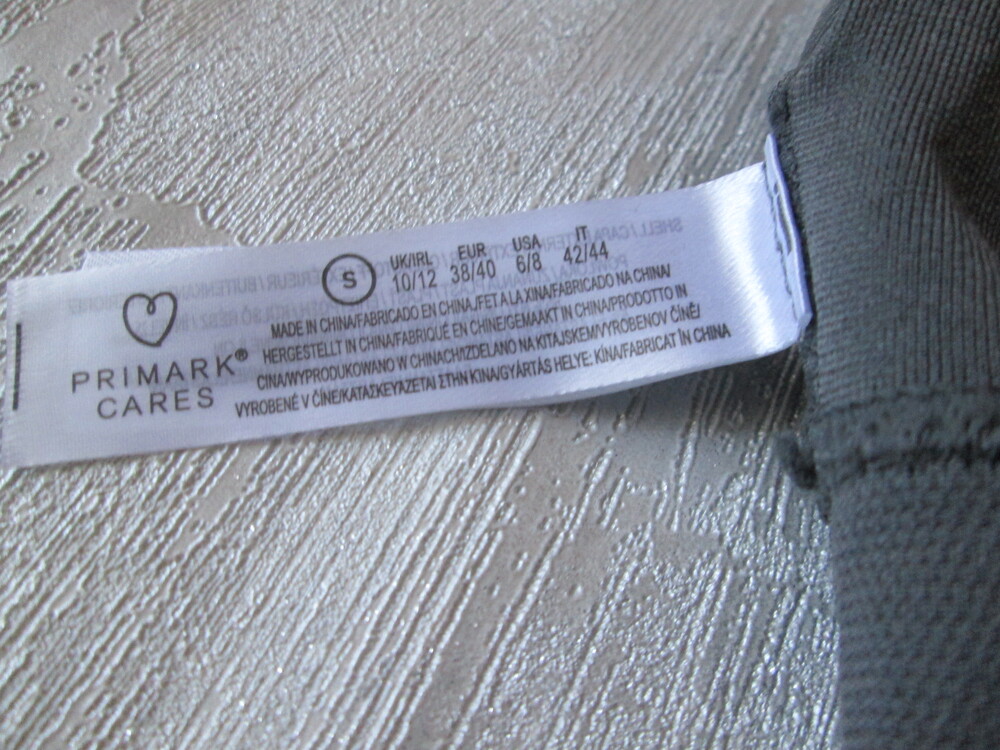 S
UK/IRL EUR USA IT
10/12 38/40 6/8 42/44
PRIMARK®
CARES
MADE IN CHINA/FABRICADO EN CHINA./FET A LA XINA/FABRICADO NA CHINA/
HERGESTELLT IN CHINA/FABRIQUÉ EN CHINE/GEMAAKT IN CHINA/PRODOTTO IN
CINA/WYPRODUKOWANO W CHINACH/IZDELANO NA KITAJSKEM/VYROBENOV ČÍNĚ/
VYROBENÉ V ČÍNE/ΚΑΤΑΣΚΕΥΑΖΕΤΑΙ ΣΤΗΝ ΚΙΝΑ/GYÁRTÁS HELYE: KÍNA/FABRICAT ÎN CHINA